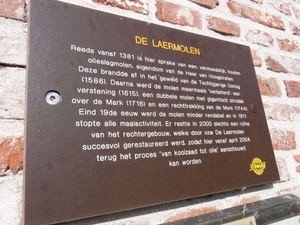 DE LAERMOLEN
Reeds vanaf 1381 is hier sprake van een vermoedelijk houten
olieslagmolen, eigendom van de Heer van Hoogstraten.
Deze brandde af in het geweld van de Tachtigjarige Oorlog
(1586). Daarna werd de molen meermaals 'verbeterd': een
verstening (1615), een dubbele molen met gigantisch strodak
over de Mark (1716) en een rechttrekking van de Mark (1744).
Eind 19de eeuw werd de molen minder rendabel en in 1911
stopte alle maalactiviteit. Er restte in 2000 slechts een ruïne
van het rechtergebouw, welke door vzw De Laermolen
succesvol gerestaureerd werd, zodat hier vanaf april 2004
terug het proces 'van koolzaad tot olie' aanschouwd
kan worden